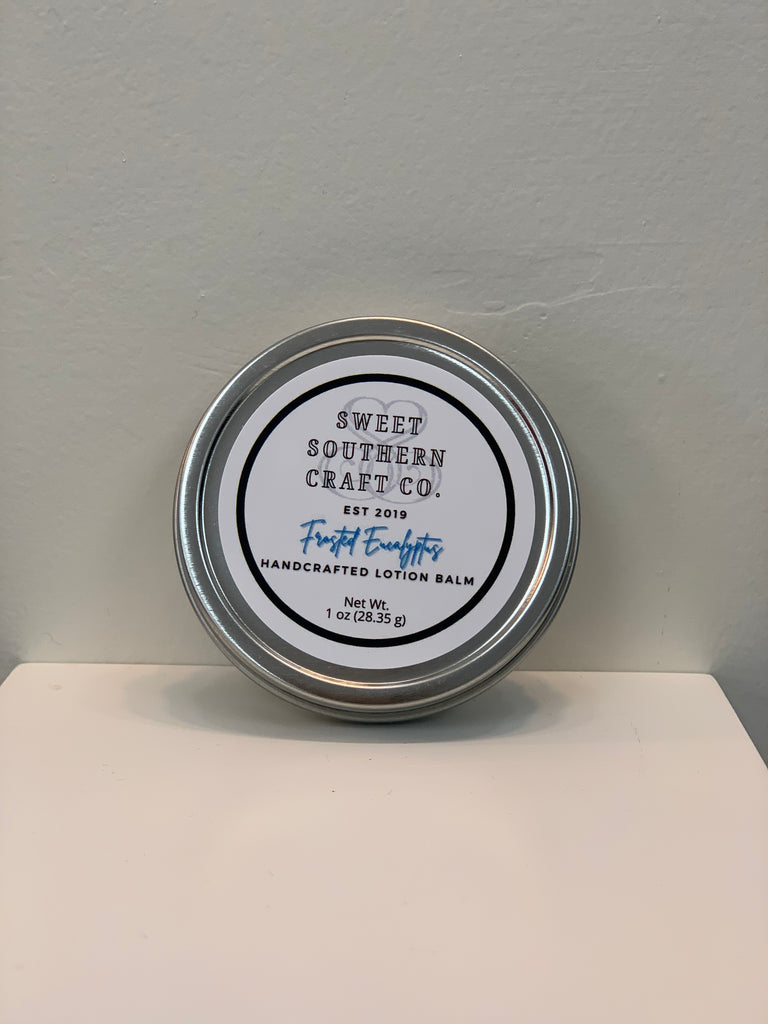 SWEET
SOUTHERN
CRAFT CO.
EST 2019
Frosted Eucalyptus
HANDCRAFTED LOTION BALM
Net Wt.
1 oz (28.35 g)